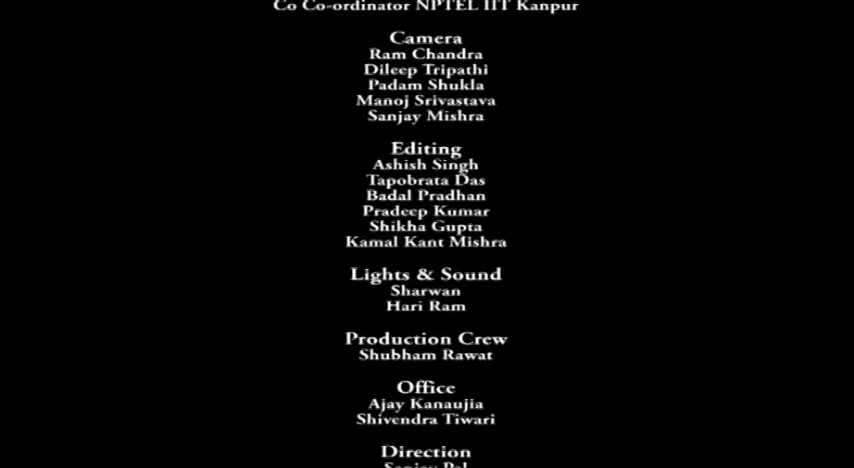 Co Co-ordinator NPTEL IIT Kanpur
Camera
Ram Chandra
Dileep Tripathi
Padam Shukla
Manoj Srivastava
Sanjay Mishra
Editing
Ashish Singh
Tapobrata Das
Badal Pradhan
Pradeep Kumar
Shikha Gupta
Kamal Kant Mishra
Lights & Sound
Sharwan
Hari Ram
Production Crew
Shubham Rawat
Office
Ajay Kanaujia
Shivendra Tiwari
Direction
Sanjay Pal